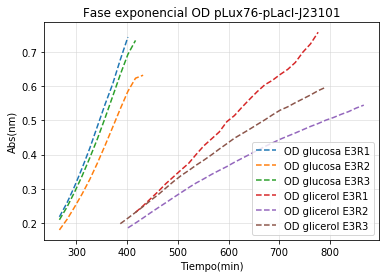 Fase exponencial OD pLux76-pLacI-J23101
Abs(nm)
0.7
0.6
0.5
0.4
0.3
0.2
OD glucosa E3R1
OD glucosa E3R2
OD glucosa E3R3
OD glicerol E3R1
OD glicerol E3R2
OD glicerol E3R3
300 400 500 600 700 800
Tiempo(min)